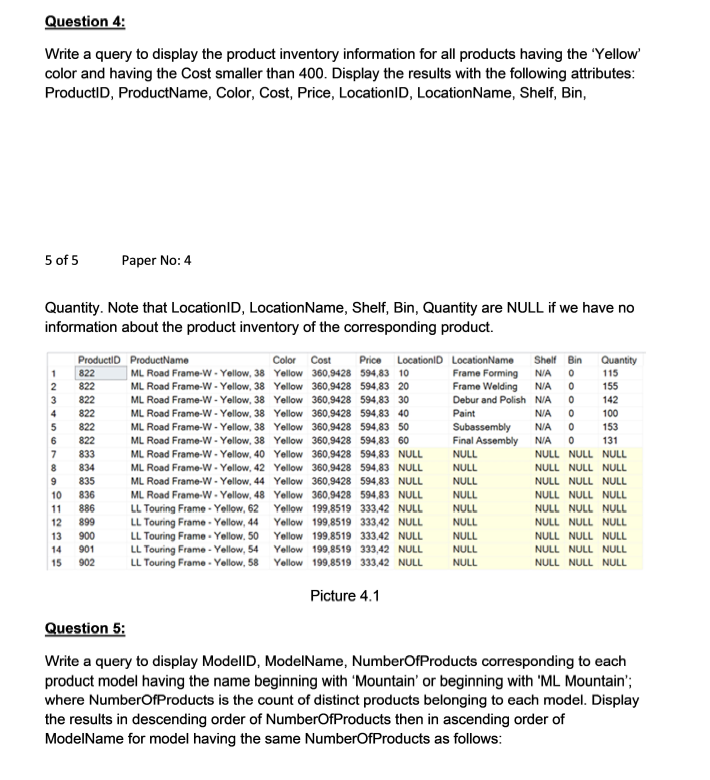 Question 4:
Write a query to display the product inventory information for all products having the ‘Yellow’
color and having the Cost smaller than 400. Display the results with the following attributes:
ProductID, ProductName, Color, Cost, Price, LocationID, LocationName, Shelf, Bin,
5 of 5 Paper No: 4
Quantity. Note that LocationID, LocationName, Shelf, Bin, Quantity are NULL if we have no
information about the product inventory of the corresponding product.
ProductID ProductName Color Cost Price LocationID LocationName Shelf Bin Quantity
1 822 ML Road Frame-W - Yellow, 38 Yellow 360,9428 594,83 10 Frame Forming N/A 0 115
2 822 ML Road Frame-W - Yellow, 38 Yellow 360,9428 594,83 20 Frame Welding N/A 0 155
3 822 ML Road Frame-W - Yellow, 38 Yellow 360,9428 594,83 30 Debur and Polish N/A 0 142
4 822 ML Road Frame-W - Yellow, 38 Yellow 360,9428 594,83 40 Paint N/A 0 100
5 822 ML Road Frame-W - Yellow, 38 Yellow 360,9428 594,83 50 Subassembly N/A 0 153
6 822 ML Road Frame-W - Yellow, 38 Yellow 360,9428 594,83 60 Final Assembly N/A 0 131
7 833 ML Road Frame-W - Yellow, 40 Yellow 360,9428 594,83 NULL NULL NULL NULL NULL
8 834 ML Road Frame-W - Yellow, 42 Yellow 360,9428 594,83 NULL NULL NULL NULL NULL
9 835 ML Road Frame-W - Yellow, 44 Yellow 360,9428 594,83 NULL NULL NULL NULL NULL
10 836 ML Road Frame-W - Yellow, 48 Yellow 360,9428 594,83 NULL NULL NULL NULL NULL
11 886 LL Touring Frame - Yellow, 62 Yellow 199,8519 333,42 NULL NULL NULL NULL NULL
12 899 LL Touring Frame - Yellow, 44 Yellow 199,8519 333,42 NULL NULL NULL NULL NULL
13 900 LL Touring Frame - Yellow, 50 Yellow 199,8519 333,42 NULL NULL NULL NULL NULL
14 901 LL Touring Frame - Yellow, 54 Yellow 199,8519 333,42 NULL NULL NULL NULL NULL
15 902 LL Touring Frame - Yellow, 58 Yellow 199,8519 333,42 NULL NULL NULL NULL NULL
Picture 4.1
Question 5:
Write a query to display ModelID, ModelName, NumberOfProducts corresponding to each
product model having the name beginning with ‘Mountain’ or beginning with 'ML Mountain';
where NumberOfProducts is the count of distinct products belonging to each model. Display
the results in descending order of NumberOfProducts then in ascending order of
ModelName for model having the same NumberOfProducts as follows: